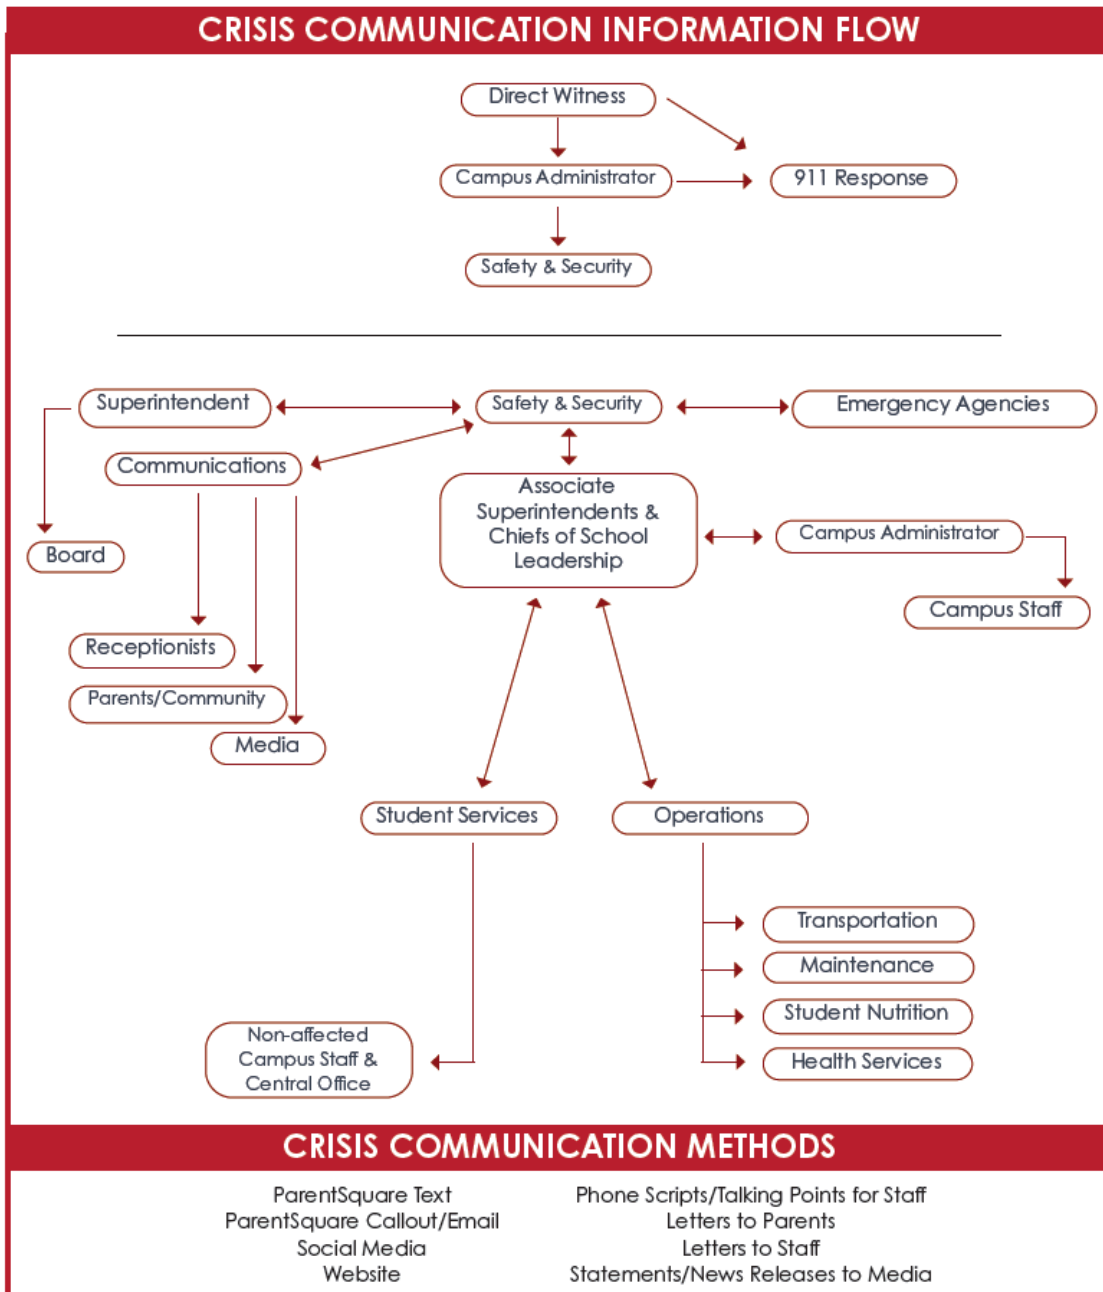 CRISIS COMMUNICATION INFORMATION FLOW
Direct Witness
Campus Administrator
911 Response
Safety & Security
Superintendent
Safety & Security
Emergency Agencies
Communications
Associate
Superintendents &
Chiefs of School
Leadership
Campus Administrator
Board
Campus Staff
Receptionists
Parents/Community
Media
Student Services
Operations
Transportation
Maintenance
Student Nutrition
Health Services
Non-affected
Campus Staff &
Central Office
CRISIS COMMUNICATION METHODS
ParentSquare Text
ParentSquare Callout/Email
Social Media
Website
Phone Scripts/Talking Points for Staff
Letters to Parents
Letters to Staff
Statements/News Releases to Media